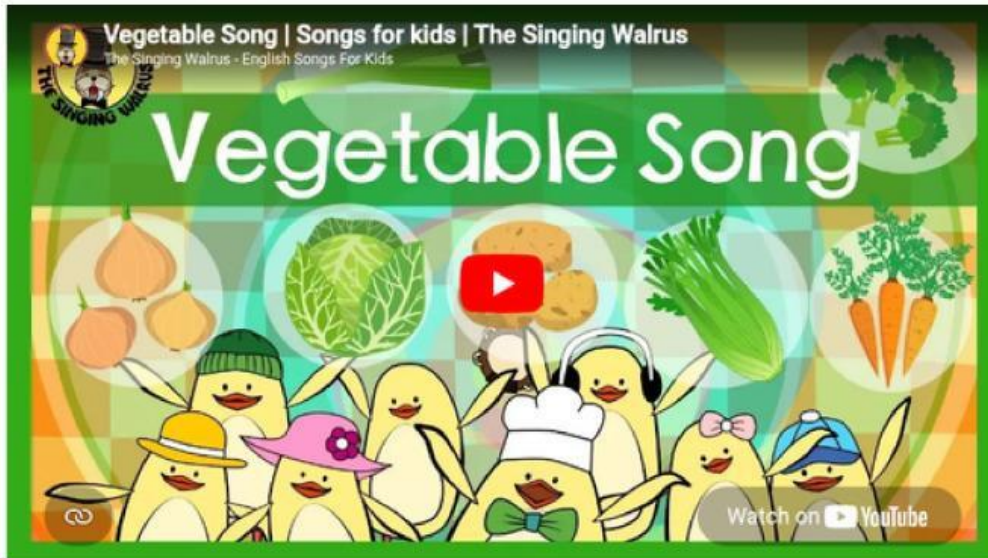 Vegetable Song | Songs for kids | The Singing Walrus
The Singing Walrus - English Songs For Kids
THE SINGING WALRUS
Vegetable Song
Watch on YouTube